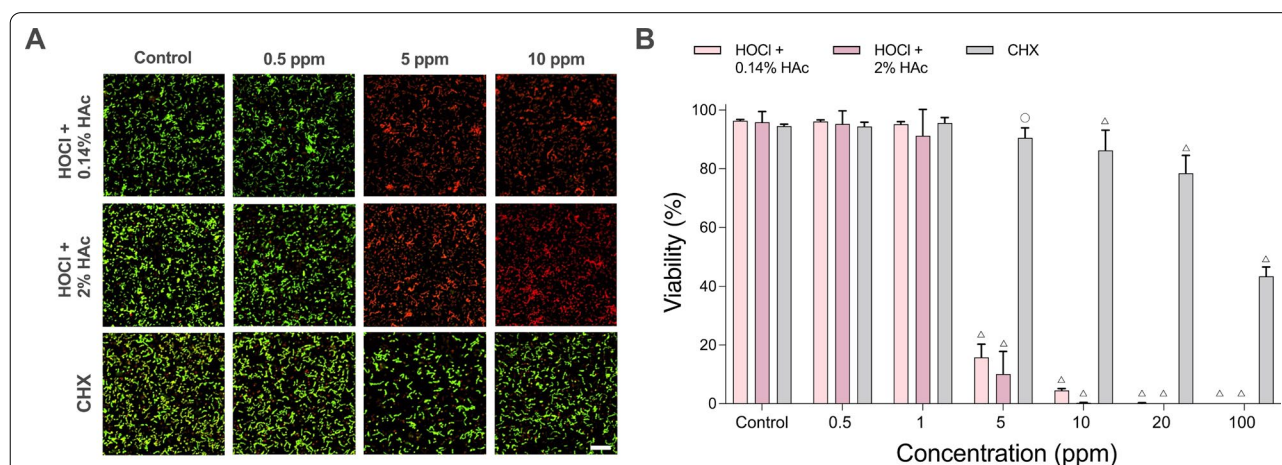 A
Control 0.5 ppm 5 ppm 10 ppm
HOCl +
0.14% HAc
HOCl +
2% HAc
CHX
B
HOCl +
0.14% HAc
HOCl +
2% HAc
CHX
Viability (%)
100
80
60
40
20
0
Control 0.5 1 5 10 20 100
Concentration (ppm)